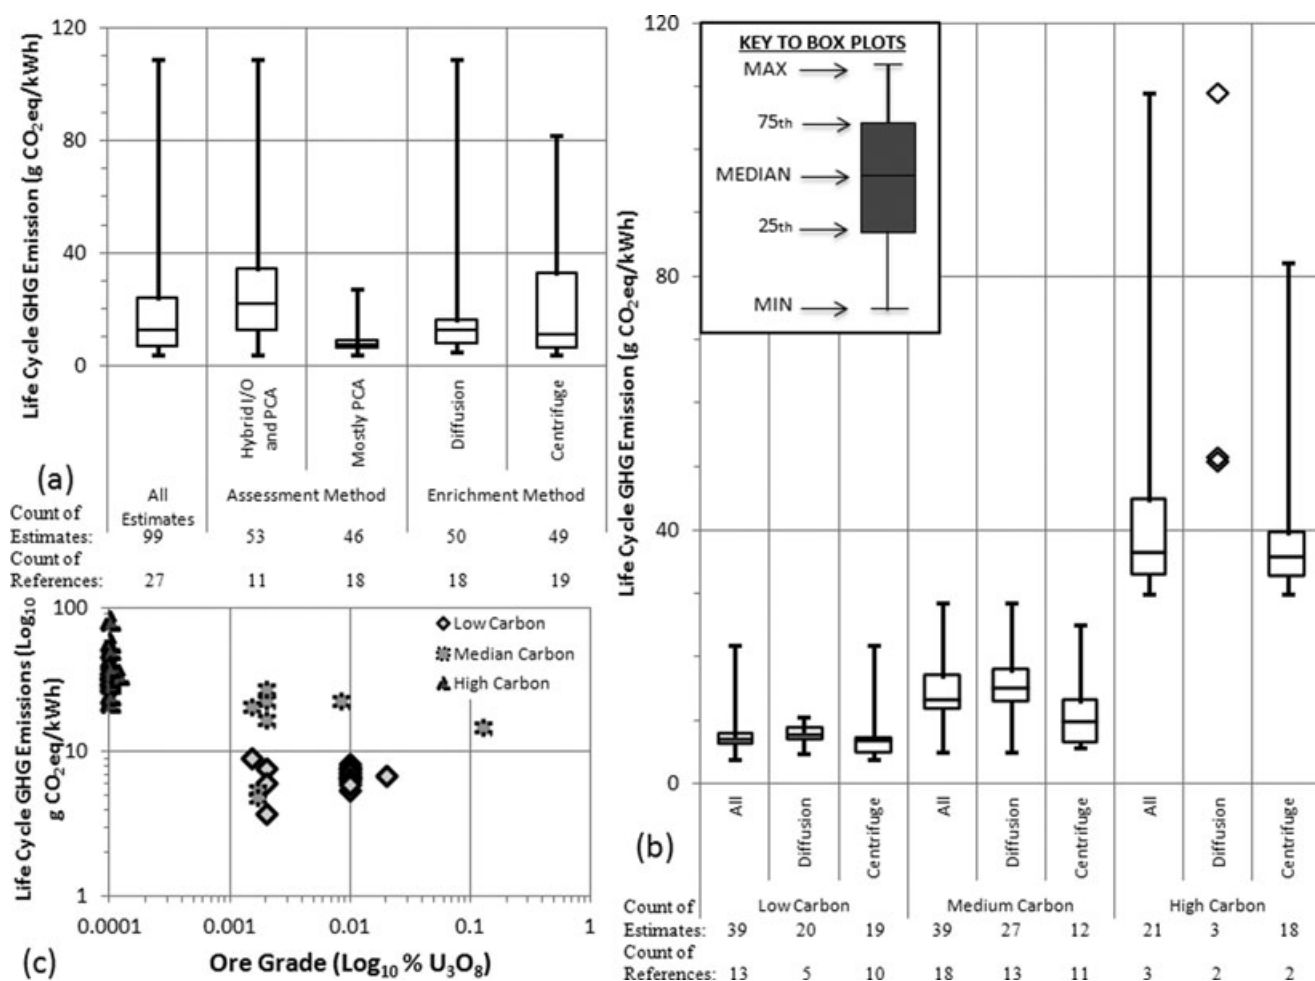 120
80
40
0
Life Cycle GHG Emission (g CO₂eq/kWh)
Hybrid I/O
and PCA
Mostly PCA
Diffusion
Centrifuge
(a)
All
Estimates
Assessment Method
Enrichment Method
Count of
Estimates: 99 53 46 50 49
Count of
References: 27 11 18 18 19
120
80
40
0
Life Cycle GHG Emission (g CO₂eq/kWh)
KEY TO BOX PLOTS
MAX
75th
MEDIAN
25th
MIN
All
Diffusion
Centrifuge
All
Diffusion
Centrifuge
All
Diffusion
Centrifuge
(b)
Count of Low Carbon Medium Carbon High Carbon
Estimates: 39 20 19 39 27 12 21 3 18
Count of
References: 13 5 10 18 13 11 3 2 2
100
10
1
Life Cycle GHG Emissions (Log₁₀
g CO₂eq/kWh)
Low Carbon
Median Carbon
High Carbon
0.0001 0.001 0.01 0.1 1
(c)
Ore Grade (Log₁₀ % U₃O₈)